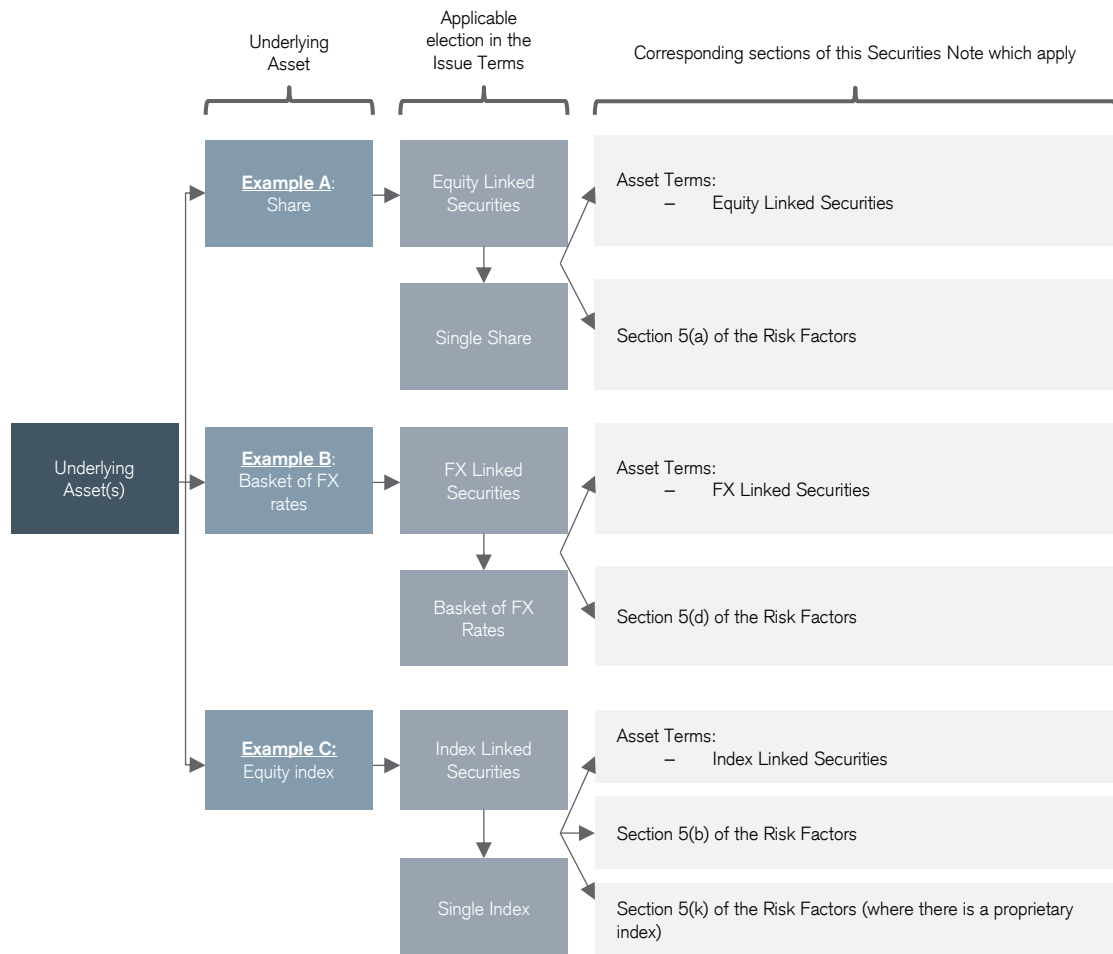 Underlying
Asset
Applicable
election in the
Issue Terms
Corresponding sections of this Securities Note which apply
Example A:
Share
Equity Linked
Securities
Asset Terms:
– Equity Linked Securities
Single Share
Section 5(a) of the Risk Factors
Underlying
Asset(s)
Example B:
Basket of FX
rates
FX Linked
Securities
Asset Terms:
– FX Linked Securities
Basket of FX
Rates
Section 5(d) of the Risk Factors
Example C:
Equity index
Index Linked
Securities
Asset Terms:
– Index Linked Securities
Section 5(b) of the Risk Factors
Single Index
Section 5(k) of the Risk Factors (where there is a proprietary
index)